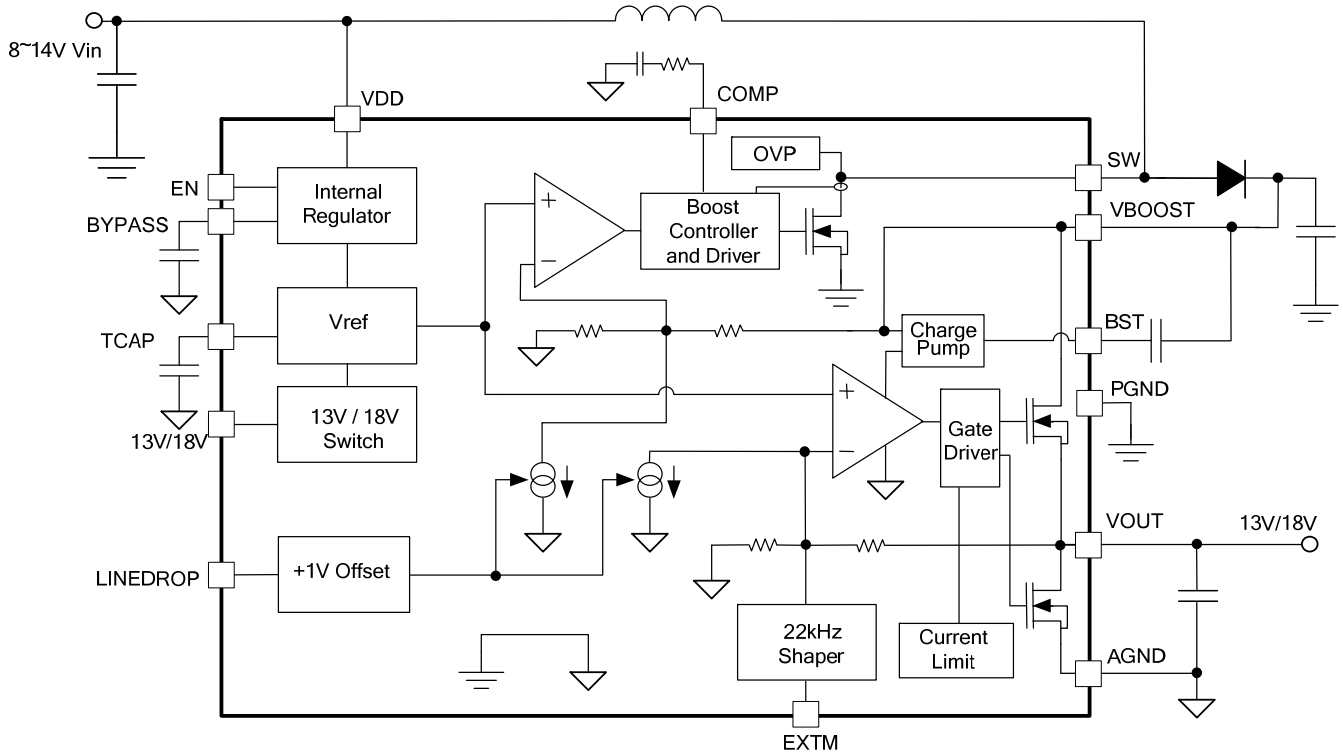 8~14V Vin
VDD
COMP
OVP
SW
EN
Internal
Regulator
BYPASS
+
−
Boost
Controller
and Driver
VBOOST
TCAP
Vref
Charge
Pump
BST
13V/18V
13V / 18V
Switch
+
−
Gate
Driver
PGND
LINEDROP
+1V Offset
VOUT
13V/18V
22kHz
Shaper
Current
Limit
AGND
EXTM